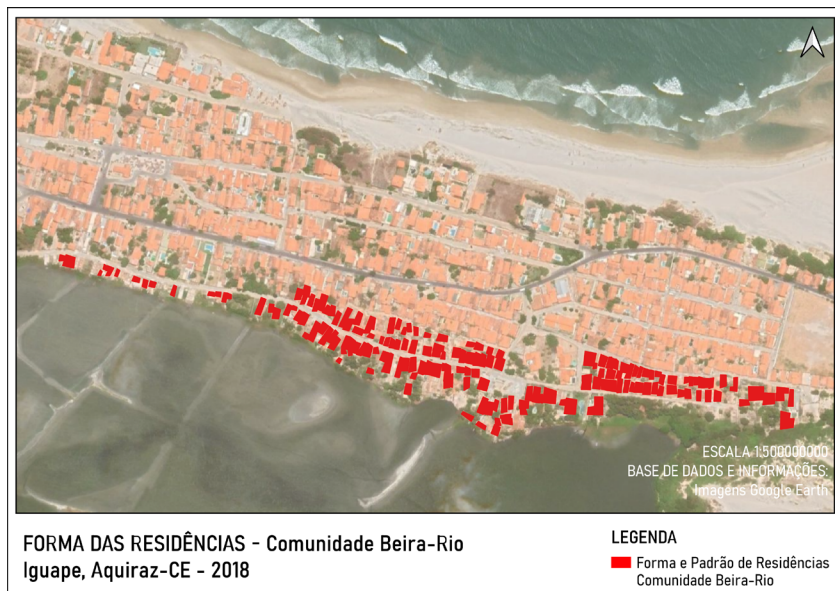 ESCALA 1:500000000
BASE DE DADOS E INFORMAÇÕES:
Imagens Google Earth
FORMA DAS RESIDÊNCIAS - Comunidade Beira-Rio
Iguape, Aquiraz-CE - 2018
LEGENDA
Forma e Padrão de Residências
Comunidade Beira-Rio